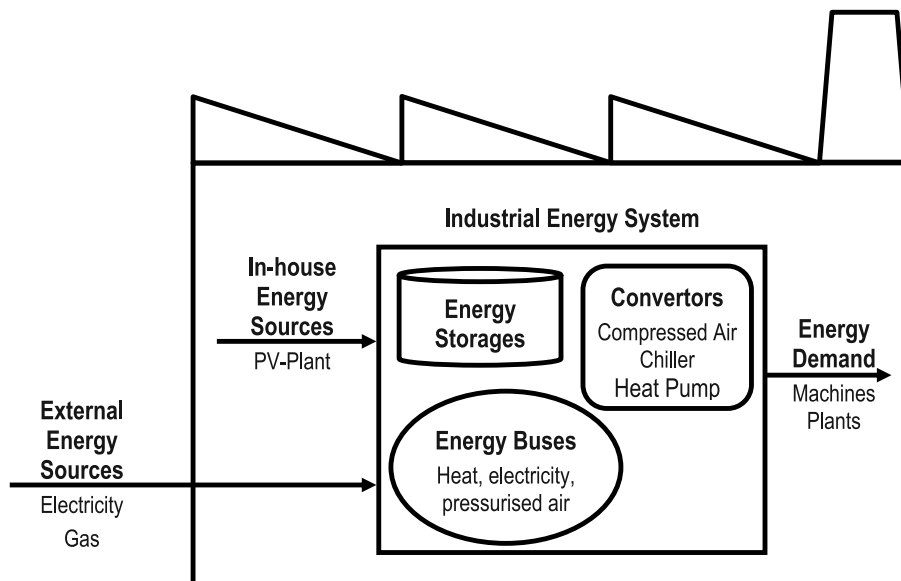 Industrial Energy System
In-house
Energy
Sources
PV-Plant
External
Energy
Sources
Electricity
Gas
Energy
Storages
Convertors
Compressed Air
Chiller
Heat Pump
Energy Buses
Heat, electricity,
pressurised air
Energy
Demand
Machines
Plants